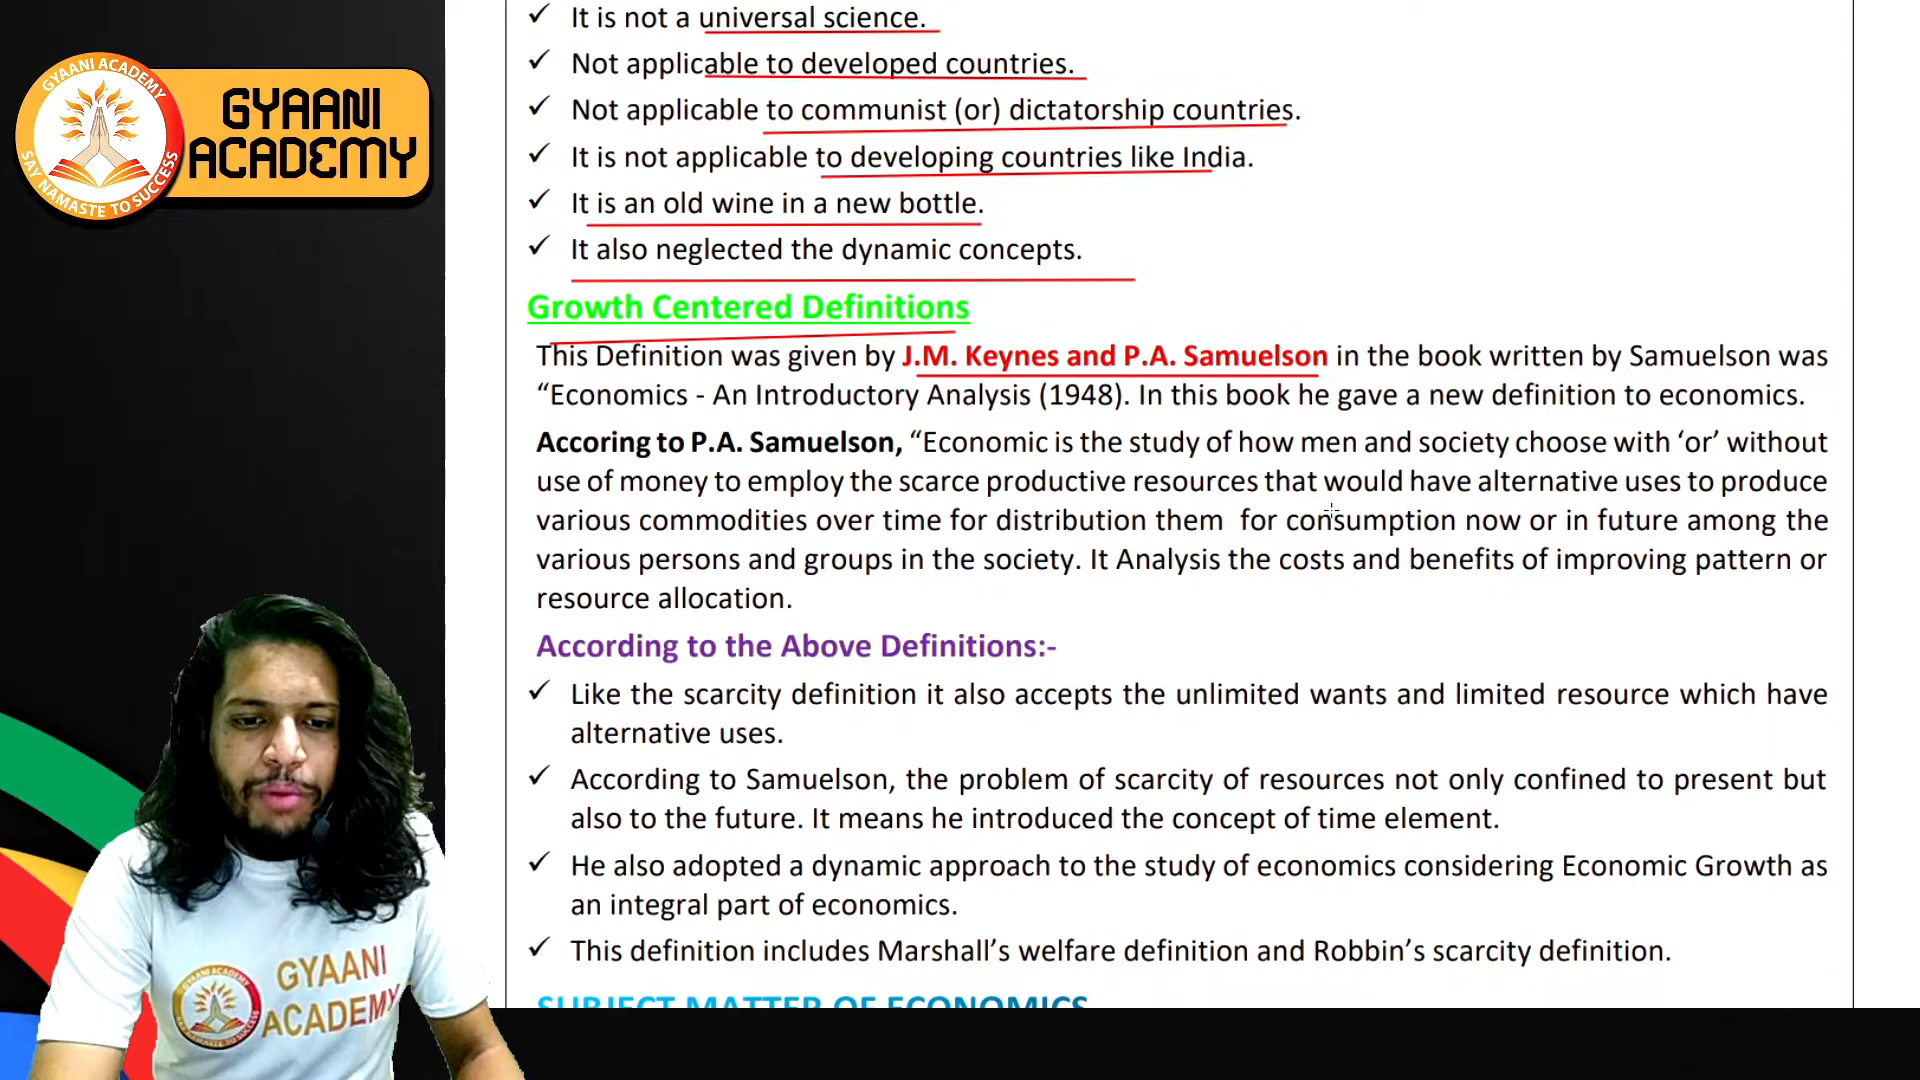 ✓ It is not a universal science.
✓ Not applicable to developed countries.
✓ Not applicable to communist (or) dictatorship countries.
✓ It is not applicable to developing countries like India.
✓ It is an old wine in a new bottle.
✓ It also neglected the dynamic concepts.
Growth Centered Definitions
This Definition was given by J.M. Keynes and P.A. Samuelson in the book written by Samuelson was
“Economics - An Introductory Analysis (1948). In this book he gave a new definition to economics.
Accoring to P.A. Samuelson, “Economic is the study of how men and society choose with ‘or’ without
use of money to employ the scarce productive resources that would have alternative uses to produce
various commodities over time for distribution them for consumption now or in future among the
various persons and groups in the society. It Analysis the costs and benefits of improving pattern or
resource allocation.
According to the Above Definitions:-
✓ Like the scarcity definition it also accepts the unlimited wants and limited resource which have
alternative uses.
✓ According to Samuelson, the problem of scarcity of resources not only confined to present but
also to the future. It means he introduced the concept of time element.
✓ He also adopted a dynamic approach to the study of economics considering Economic Growth as
an integral part of economics.
✓ This definition includes Marshall’s welfare definition and Robbin’s scarcity definition.
SUBJECT MATTER OF ECONOMICS
GYAANI ACADEMY
SAY NAMASTE TO SUCCESS
GYAANI
ACADEMY
GYAANI
ACADEMY